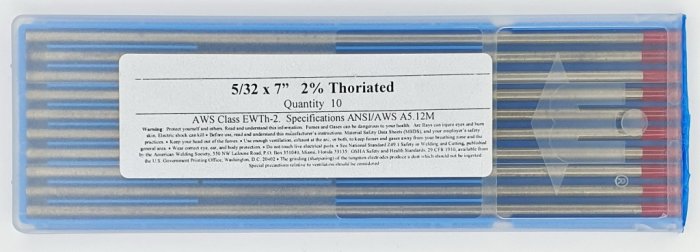 5/32 x 7" 2% Thoriated
Quantity 10
AWS Class EWTh-2. Specifications ANSI/AWS A5.12M
Warning: Protect yourself and others. Read and understand this information. Fumes and Gases can be dangerous to your health. Arc Rays can injure eyes and burn
skin. Electric shock can kill • Before use, read and understand this manufacturer's instructions. Material Safety Data Sheets (MSDS), and your employer's safety
practices. • Keep your head out of the fumes. • Use enough ventilation, exhaust at the arc, or both, to keep fumes and gases away from your breathing zone and the
general area. • Wear correct eye, ear, and body protection. • Do not touch live electrical parts. • See National Standard Z49.1 Safety in Welding and Cutting, published
by the American Welding Society, 550 NW LeJeune Road, P.O. Box 351040, Miami, Florida 33135. OSHA Safety and Health Standards, 29 CFR 1910, available from
the U.S. Government Printing Office, Washington, D.C. 20402 • The grinding (sharpening) of the tungsten electrodes produce a dust which should not be ingested.
Special precautions relative to ventilation should be considered.
®